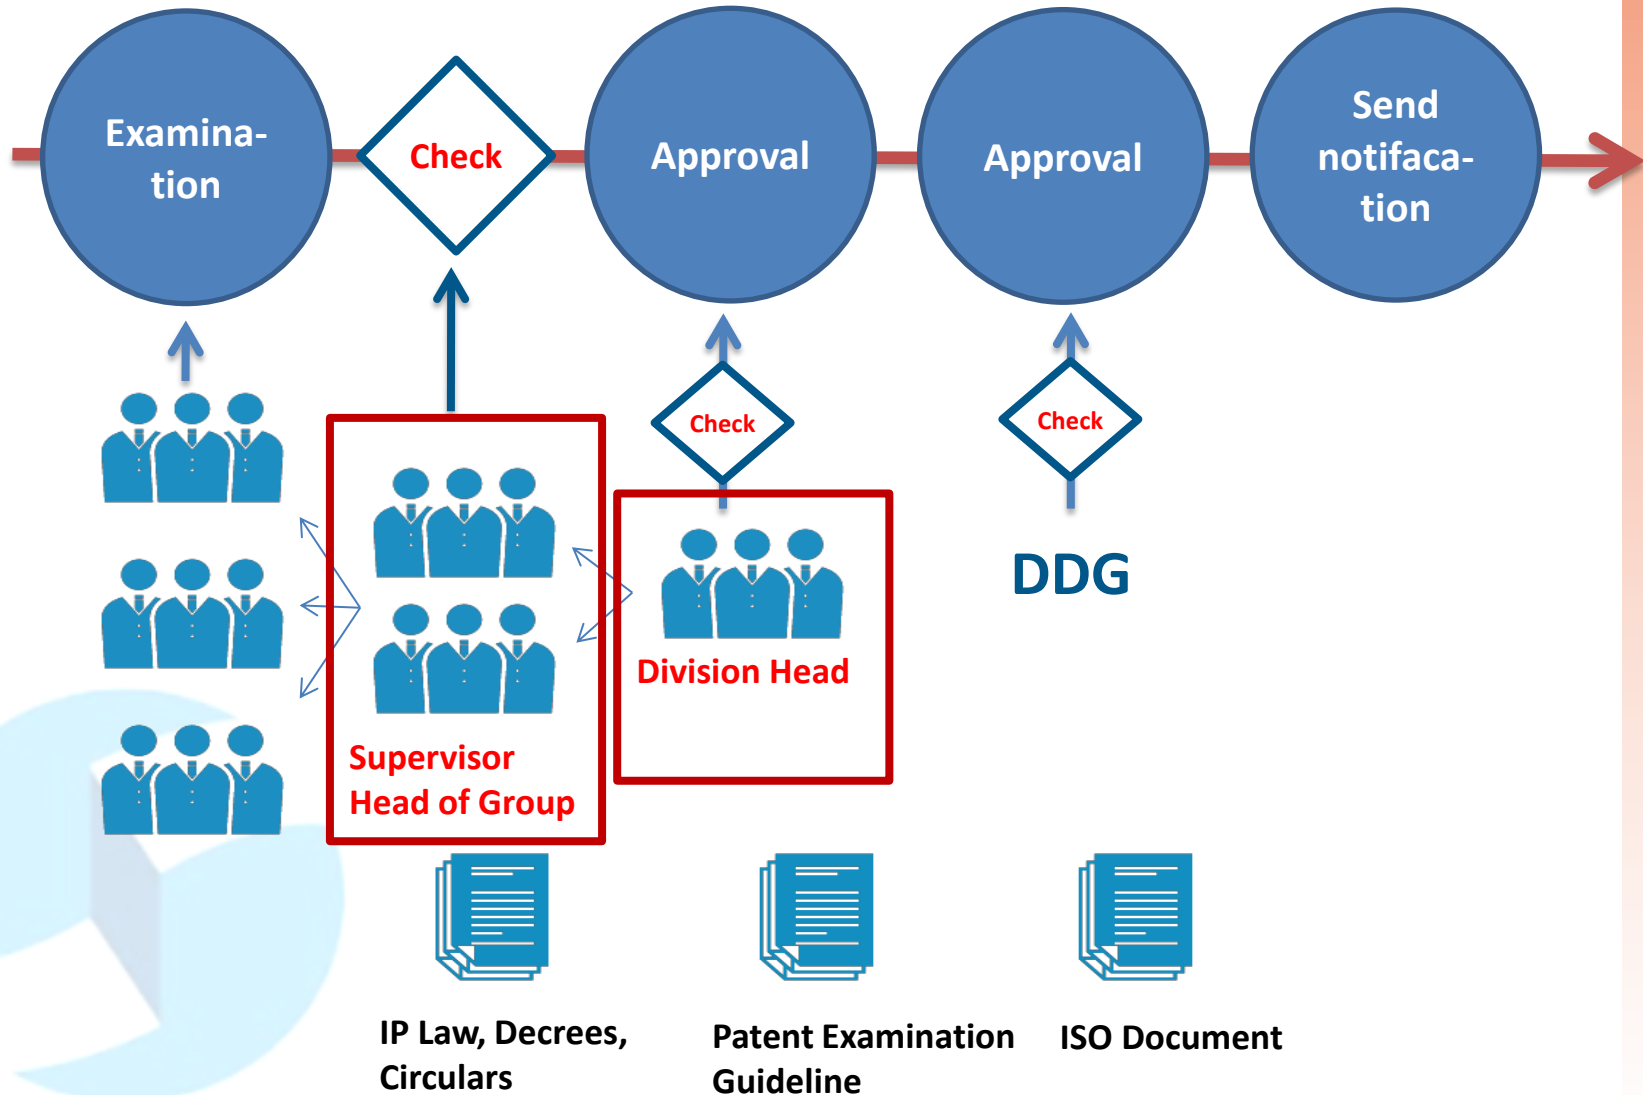 Examina-
tion
Check
Approval
Approval
Send
notifaca-
tion
Check
Check
DDG
Division Head
Supervisor
Head of Group
IP Law, Decrees,
Circulars
Patent Examination
Guideline
ISO Document